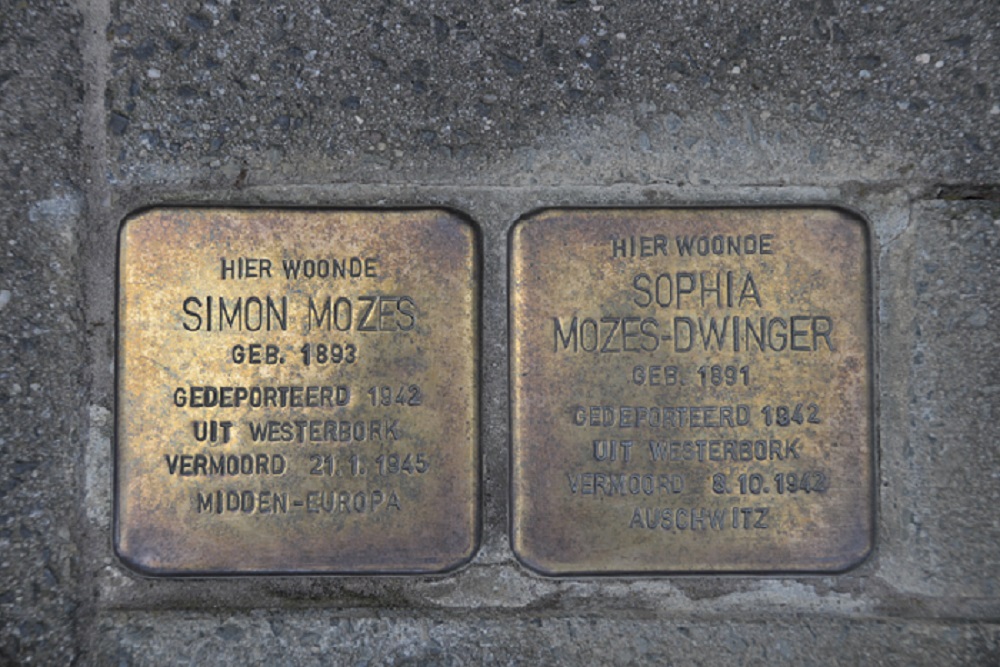 HIER WOONDE
SIMON MOZES
GEB. 1893
GEDEPORTEERD 1942
UIT WESTERBORK
VERMOORD 21.1.1945
MIDDEN-EUROPA
HIER WOONDE
SOPHIA
MOZES-DWINGER
GEB. 1891
GEDEPORTEERD 1942
UIT WESTERBORK
VERMOORD 8.10.1942
AUSCHWITZ